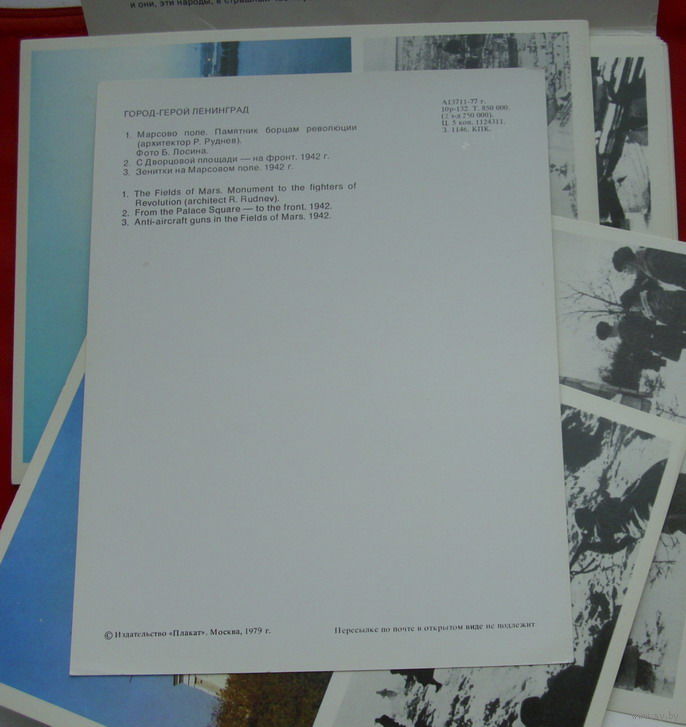 и они, эти народы, в страшный
ГОРОД-ГЕРОЙ ЛЕНИНГРАД
А13711-77 г.
10р-132. Т. 850 000.
250 000).
Ц. 5 коп. 1124311.
З. 1146. КПК.
1. Марсово поле. Памятник борцам революции
(архитектор Р. Руднев).
Фото Б. Лосина.
2. С Дворцовой площади — на фронт. 1942 г.
3. Зенитки на Марсовом поле. 1942 г.
1. The Fields of Mars. Monument to the fighters of
Revolution (architect R. Rudnev).
2. From the Palace Square — to the front. 1942.
3. Anti-aircraft guns in the Fields of Mars. 1942.
© Издательство «Плакат». Москва, 1979 г.
Пересылке по почте в открытом виде не подлежит
www.ay.by